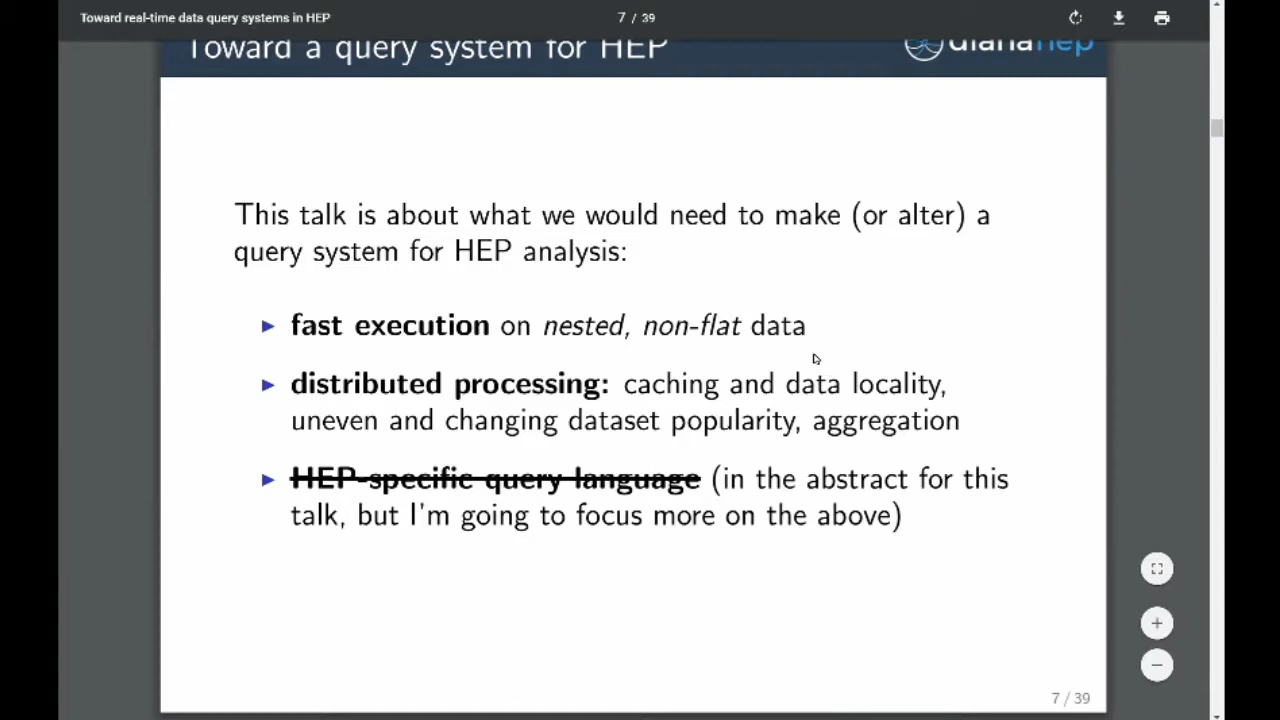 Toward real-time data query systems in HEP
7 / 39
Toward a query system for HEP
dianahep
This talk is about what we would need to make (or alter) a
query system for HEP analysis:
▶ fast execution on nested, non-flat data
▶ distributed processing: caching and data locality,
uneven and changing dataset popularity, aggregation
▶ HEP-specific query language (in the abstract for this
talk, but I'm going to focus more on the above)
7 / 39